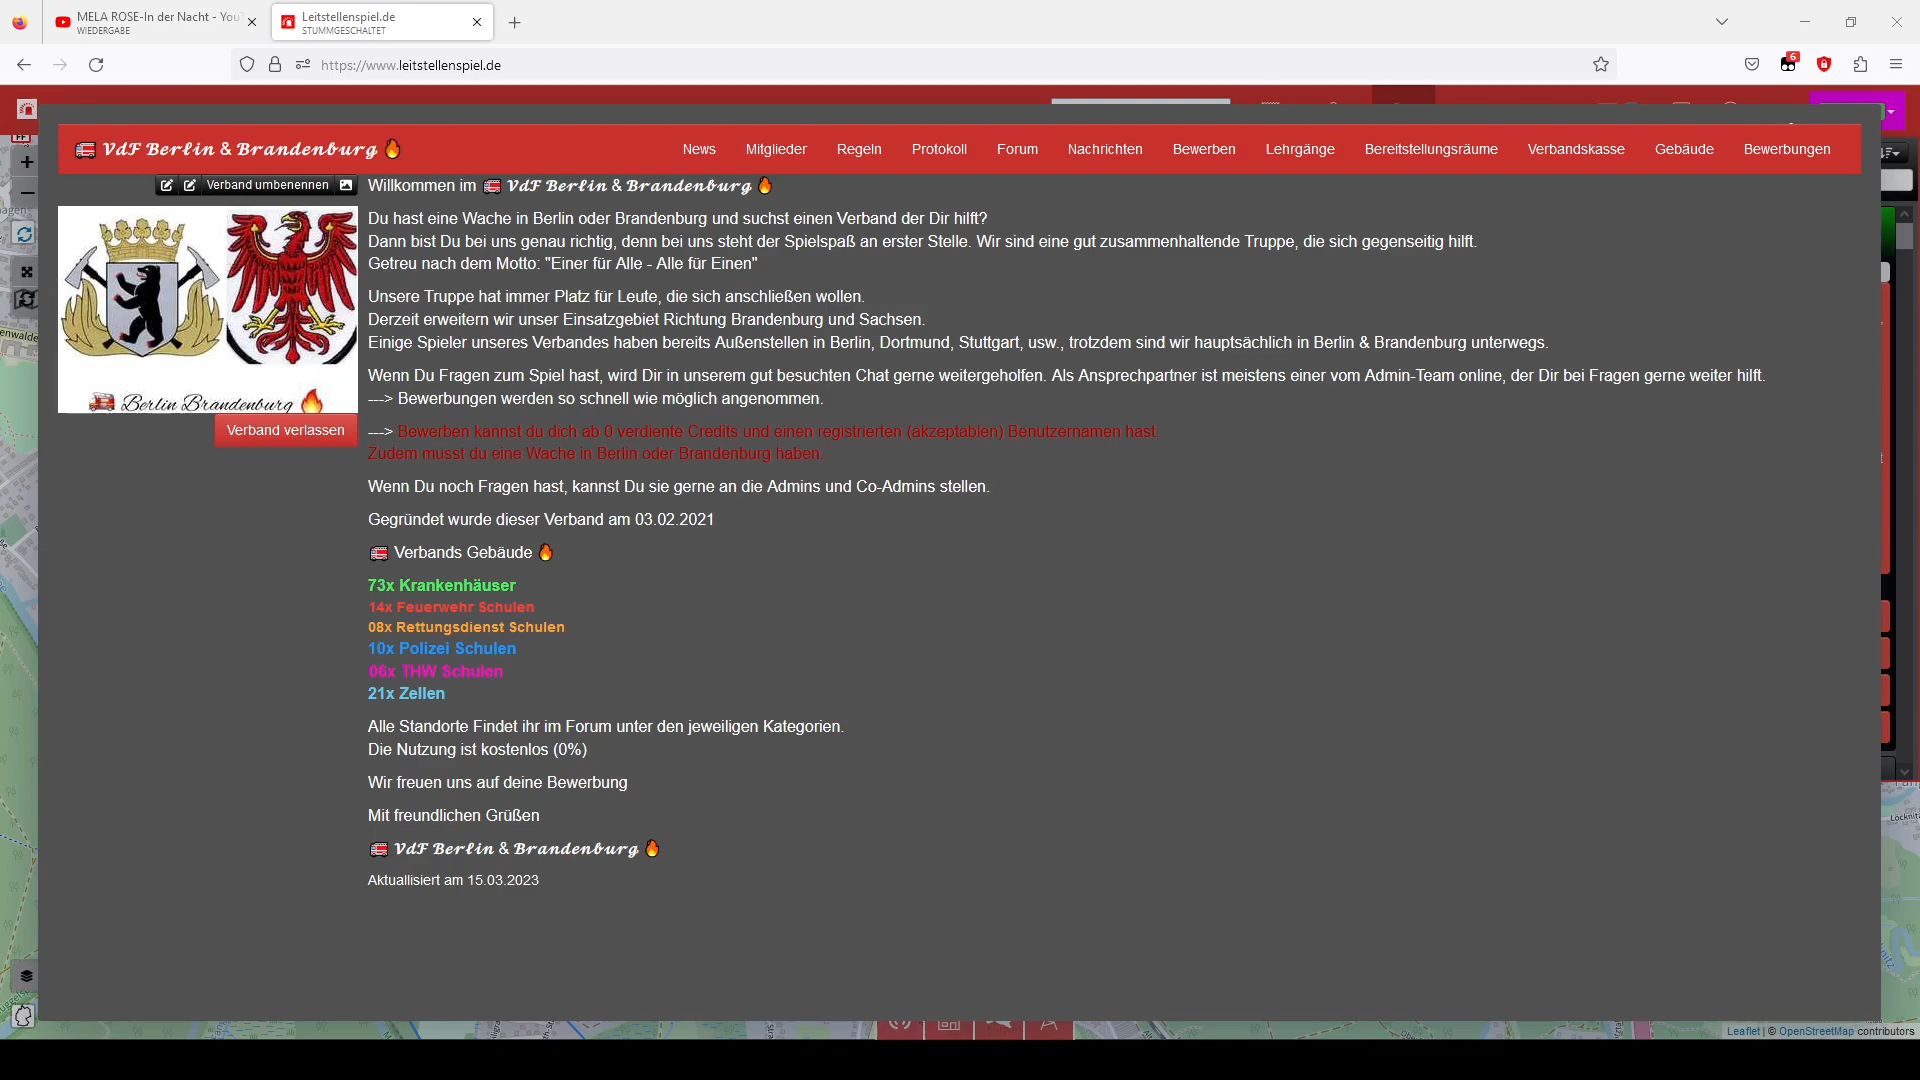 MELA ROSE-In der Nacht - You
WIEDERGABE
Leitstellenspiel.de
STUMMGESCHALTET
https://www.leitstellenspiel.de
6
🚒 VdF Berlin & Brandenburg 🔥
News Mitglieder Regeln Protokoll Forum Nachrichten Bewerben Lehrgänge Bereitstellungsräume Verbandskasse Gebäude Bewerbungen
Verband umbenennen
Berlin Brandenburg
Verband verlassen
Willkommen im 🚒 VdF Berlin & Brandenburg 🔥
Du hast eine Wache in Berlin oder Brandenburg und suchst einen Verband der Dir hilft?
Dann bist Du bei uns genau richtig, denn bei uns steht der Spielspaß an erster Stelle. Wir sind eine gut zusammenhaltende Truppe, die sich gegenseitig hilft.
Getreu nach dem Motto: "Einer für Alle - Alle für Einen"
Unsere Truppe hat immer Platz für Leute, die sich anschließen wollen.
Derzeit erweitern wir unser Einsatzgebiet Richtung Brandenburg und Sachsen.
Einige Spieler unseres Verbandes haben bereits Außenstellen in Berlin, Dortmund, Stuttgart, usw., trotzdem sind wir hauptsächlich in Berlin & Brandenburg unterwegs.
Wenn Du Fragen zum Spiel hast, wird Dir in unserem gut besuchten Chat gerne weitergeholfen. Als Ansprechpartner ist meistens einer vom Admin-Team online, der Dir bei Fragen gerne weiter hilft.
---> Bewerbungen werden so schnell wie möglich angenommen.
---> Bewerben kannst du dich ab 0 verdiente Credits und einen registrierten (akzeptablen) Benutzernamen hast.
Zudem musst du eine Wache in Berlin oder Brandenburg haben.
Wenn Du noch Fragen hast, kannst Du sie gerne an die Admins und Co-Admins stellen.
Gegründet wurde dieser Verband am 03.02.2021
🚒 Verbands Gebäude 🔥
73x Krankenhäuser
14x Feuerwehr Schulen
08x Rettungsdienst Schulen
10x Polizei Schulen
06x THW Schulen
21x Zellen
Alle Standorte Findet ihr im Forum unter den jeweiligen Kategorien.
Die Nutzung ist kostenlos (0%)
Wir freuen uns auf deine Bewerbung
Mit freundlichen Grüßen
🚒 VdF Berlin & Brandenburg 🔥
Aktuallisiert am 15.03.2023
Leaflet | © OpenStreetMap contributors